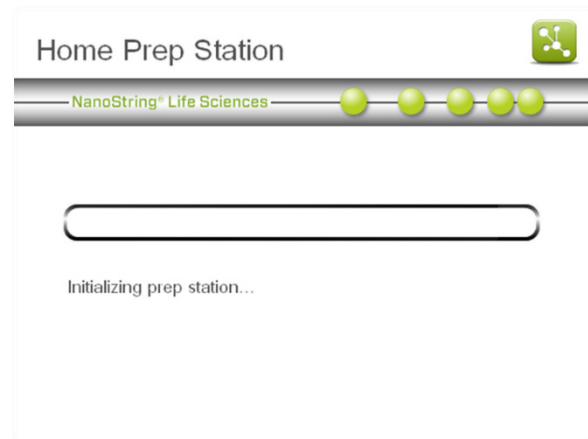 Home Prep Station
NanoString® Life Sciences
Initializing prep station...